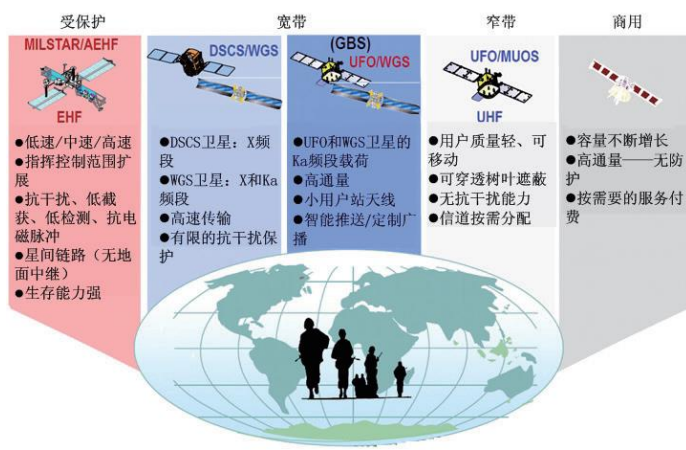 受保护
宽带
窄带
商用
MILSTAR/AEHF
EHF
●低速/中速/高速
●指挥控制范围扩
展
●抗干扰、低截
获、低检测、抗电
磁脉冲
●星间链路（无地
面中继）
●生存能力强
DSCS/WGS
●DSCS卫星：X频
段
●WGS卫星：X和Ka
频段
●高速传输
●有限的抗干扰保
护
(GBS)
UFO/WGS
●UFO和WGS卫星的
Ka频段载荷
●高通量
●小用户站天线
●智能推送/定制广
播
UFO/MUOS
UHF
●用户质量轻、可
移动
●可穿透树叶遮蔽
●无抗干扰能力
●信道按需分配
●容量不断增长
●高通量——无防
护
●按需要的服务付
费